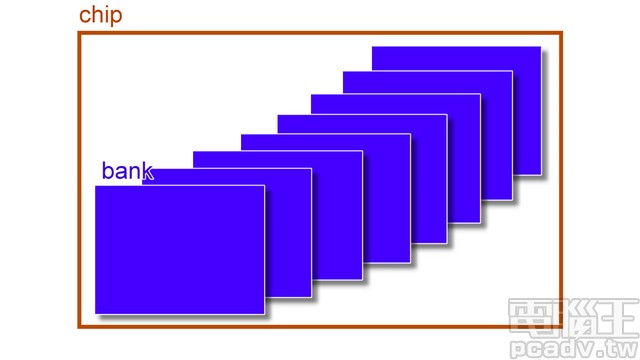 chip
bank
電腦王
pcadv.tw